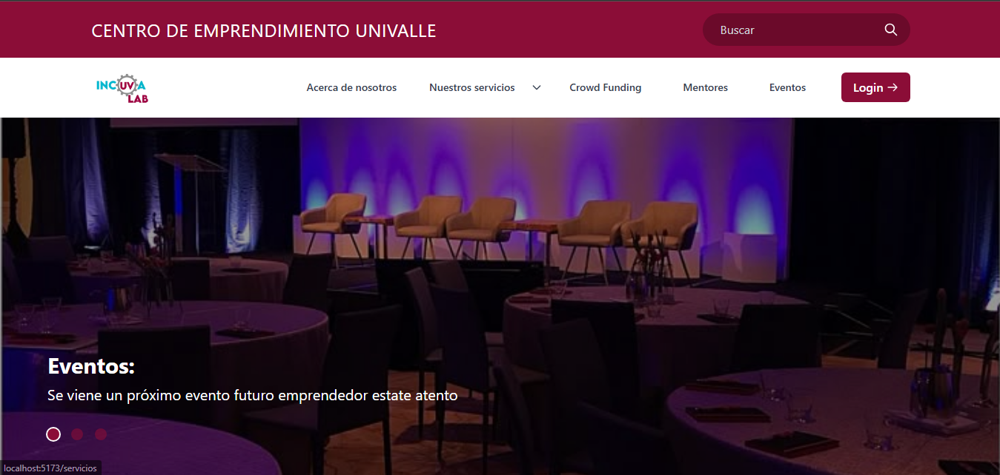 CENTRO DE EMPRENDIMIENTO UNIVALLE
Buscar
INCUVA
LAB
Acerca de nosotros
Nuestros servicios
Crowd Funding
Mentores
Eventos
Login →
Eventos:
Se viene un próximo evento futuro emprendedor estate atento
localhost:5173/servicios